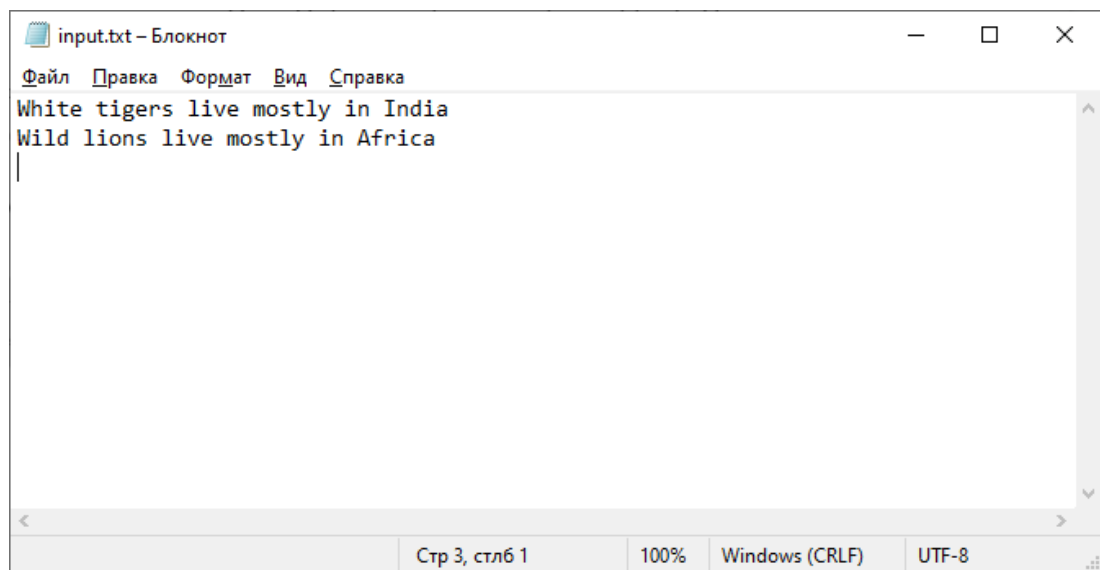 input.txt – Блокнот
Файл Правка Формат Вид Справка
White tigers live mostly in India
Wild lions live mostly in Africa
Стр 3, стлб 1 100% Windows (CRLF) UTF-8